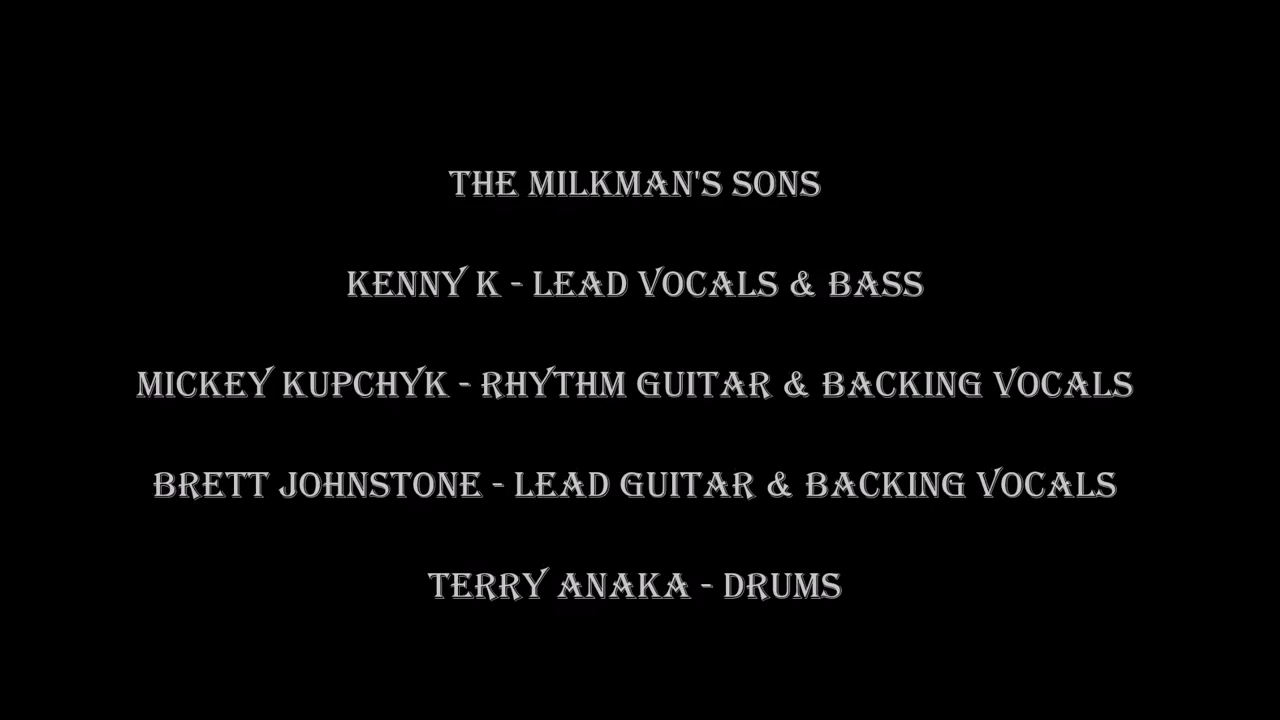 THE MILKMAN'S SONS
KENNY K - LEAD VOCALS & BASS
MICKEY KUPCHYK - RHYTHM GUITAR & BACKING VOCALS
BRETT JOHNSTONE - LEAD GUITAR & BACKING VOCALS
TERRY ANAKA - DRUMS